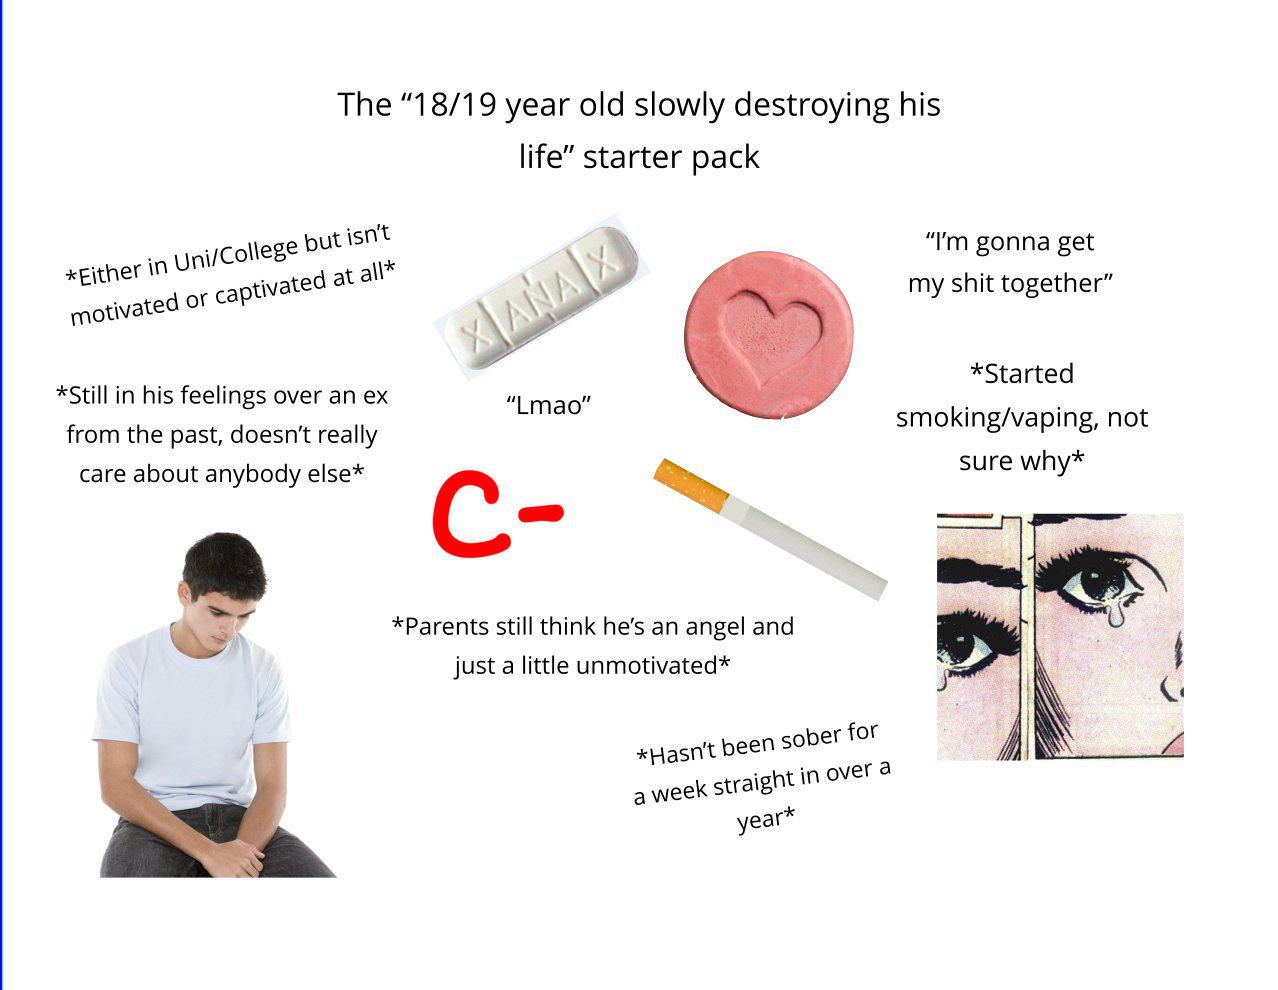 The “18/19 year old slowly destroying his
life” starter pack
*Either in Uni/College but isn’t
motivated or captivated at all*
X ANA X
“I’m gonna get
my shit together”
*Still in his feelings over an ex
from the past, doesn’t really
care about anybody else*
“Lmao”
*Started
smoking/vaping, not
sure why*
C-
*Parents still think he’s an angel and
just a little unmotivated*
*Hasn’t been sober for
a week straight in over a
year*